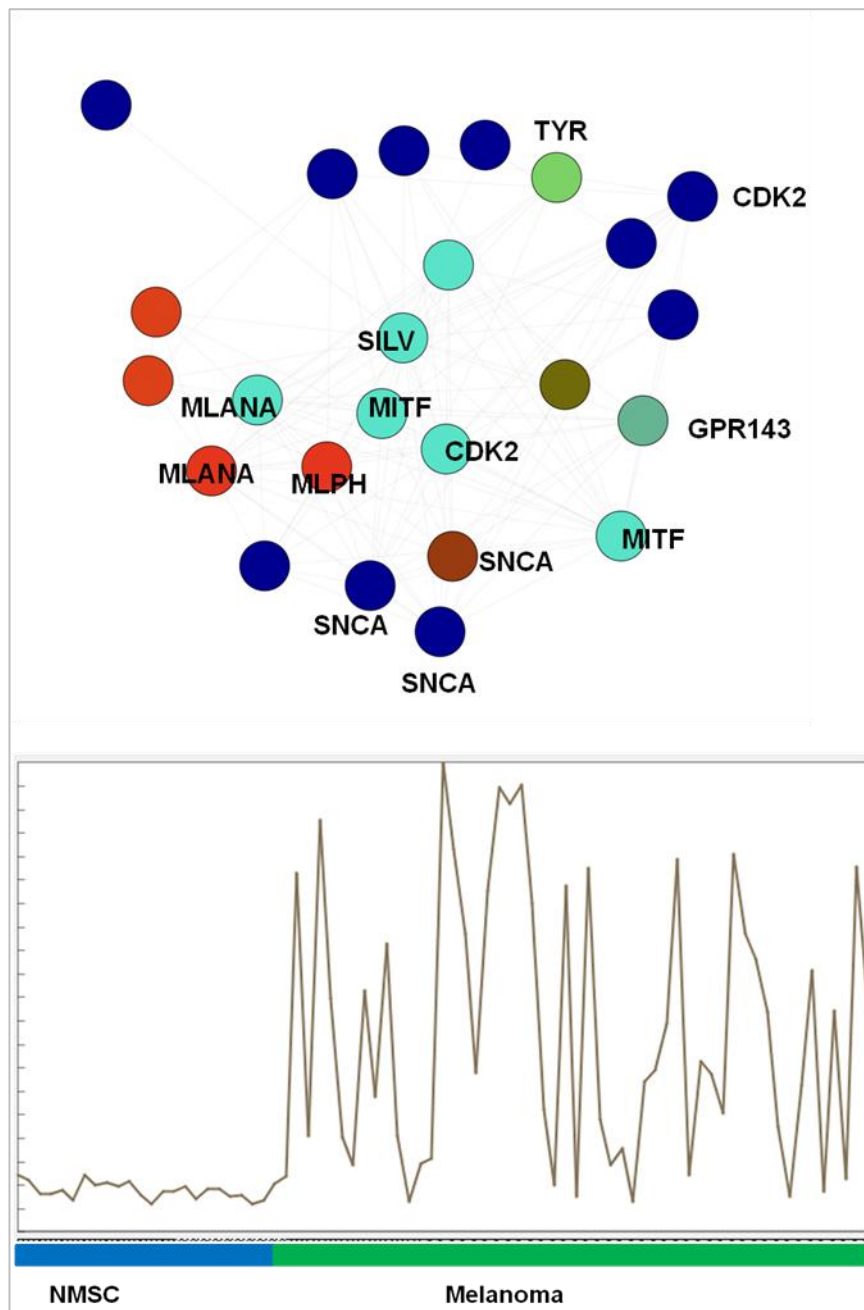 TYR
CDK2
SILV
MLANA
MITF
CDK2
GPR143
MLANA
MLPH
MITF
SNCA
SNCA
SNCA
NMSC
Melanoma